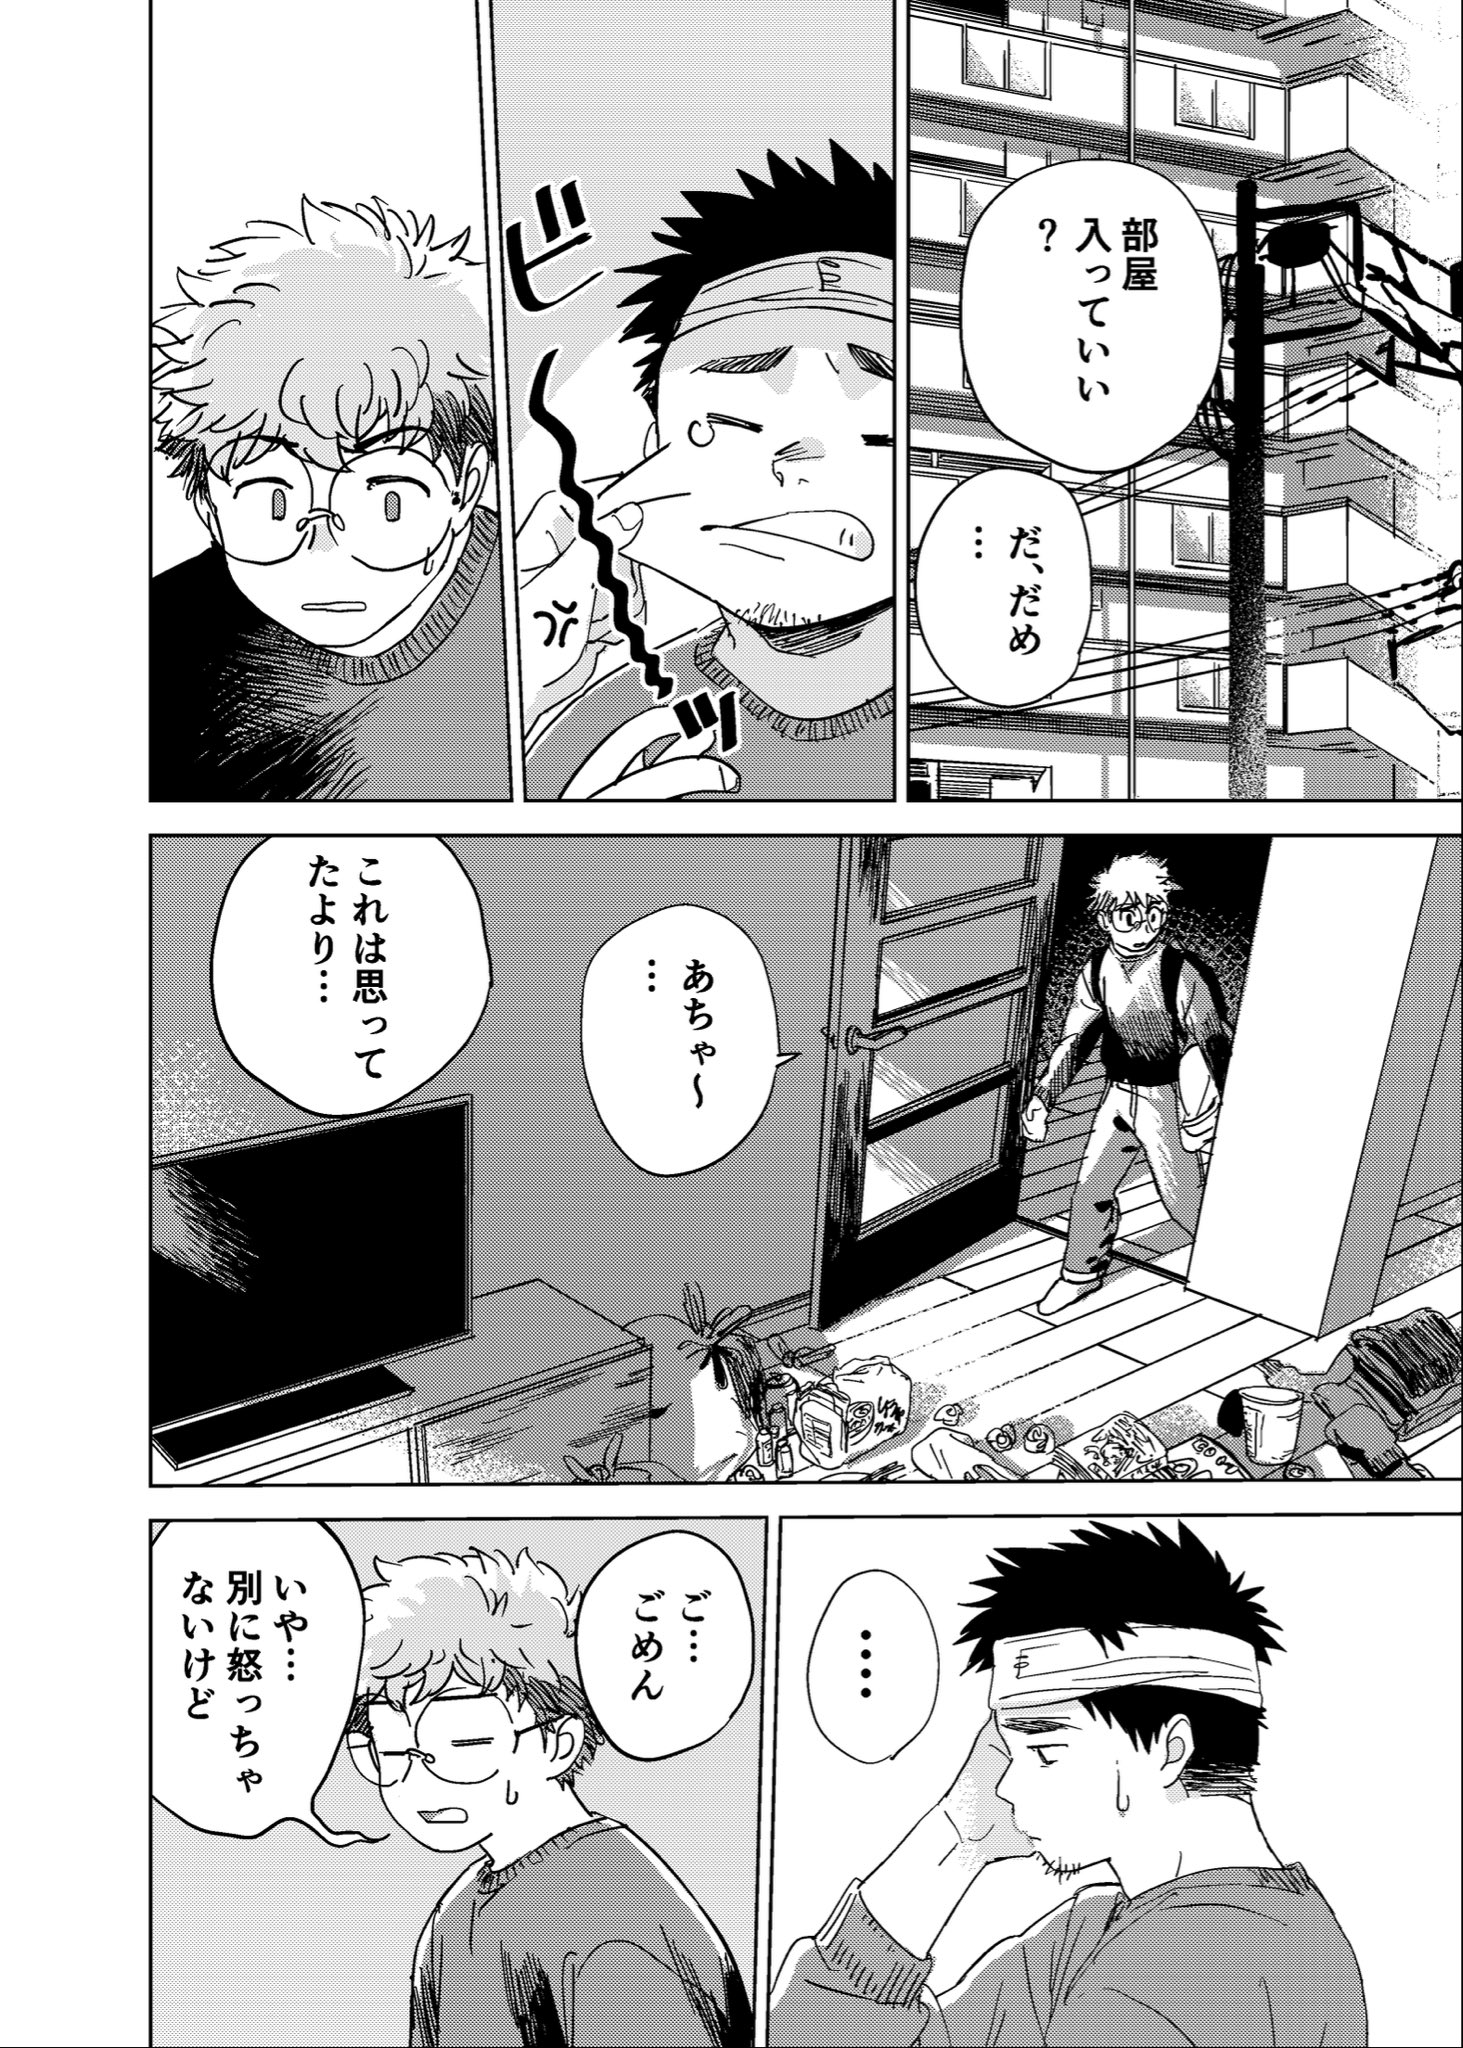 部屋
入っていい
？
だ、だめ
…
ビ
ッ
あちゃ～
…
これは思って
たより…
…
ご…
ごめん
いや…
別に怒っちゃ
ないけど